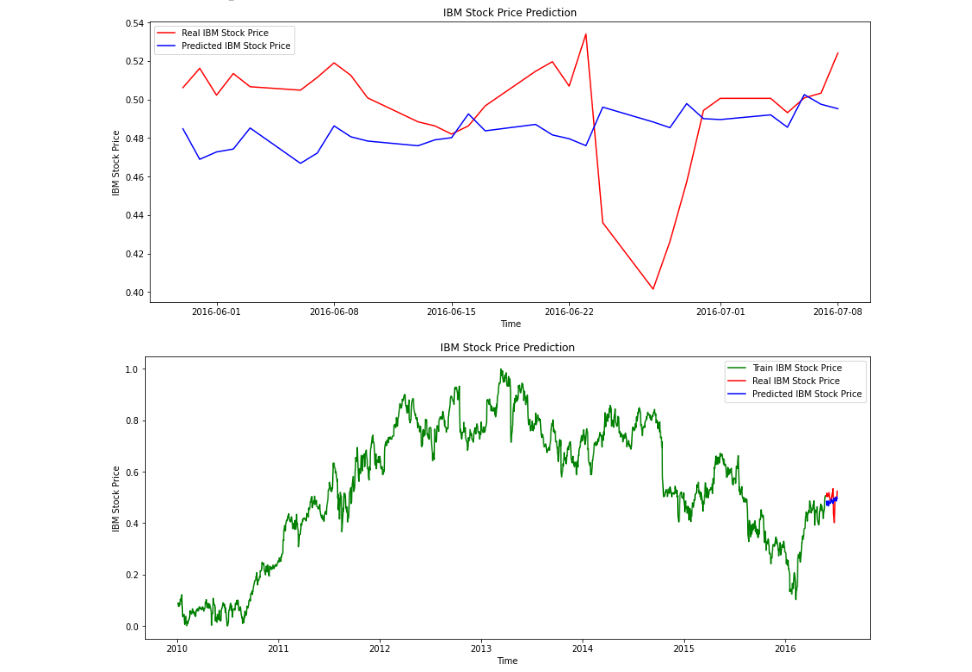 IBM Stock Price Prediction
Real IBM Stock Price
Predicted IBM Stock Price
IBM Stock Price
0.54
0.52
0.50
0.48
0.46
0.44
0.42
0.40
2016-06-01
2016-06-08
2016-06-15
2016-06-22
2016-07-01
2016-07-08
Time
IBM Stock Price Prediction
Train IBM Stock Price
Real IBM Stock Price
Predicted IBM Stock Price
IBM Stock Price
1.0
0.8
0.6
0.4
0.2
0.0
2010
2011
2012
2013
2014
2015
2016
Time